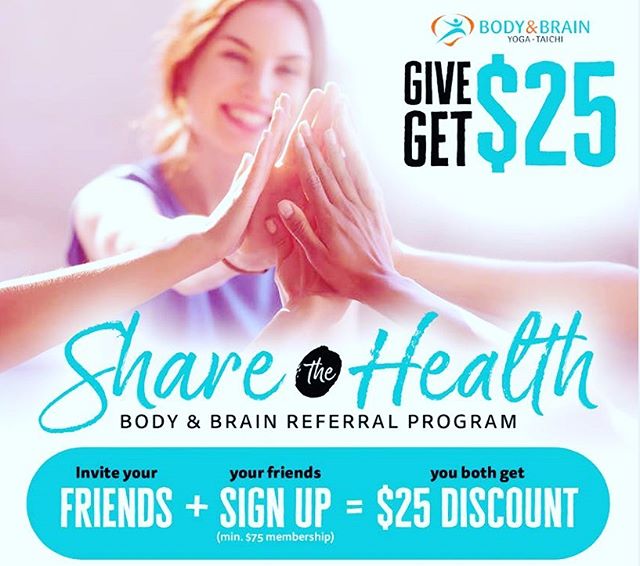 BODY&BRAIN
YOGA · TAICHI
GIVE
GET $25
Share the Health
BODY & BRAIN REFERRAL PROGRAM
Invite your your friends you both get
FRIENDS + SIGN UP = $25 DISCOUNT
(min. $75 membership)